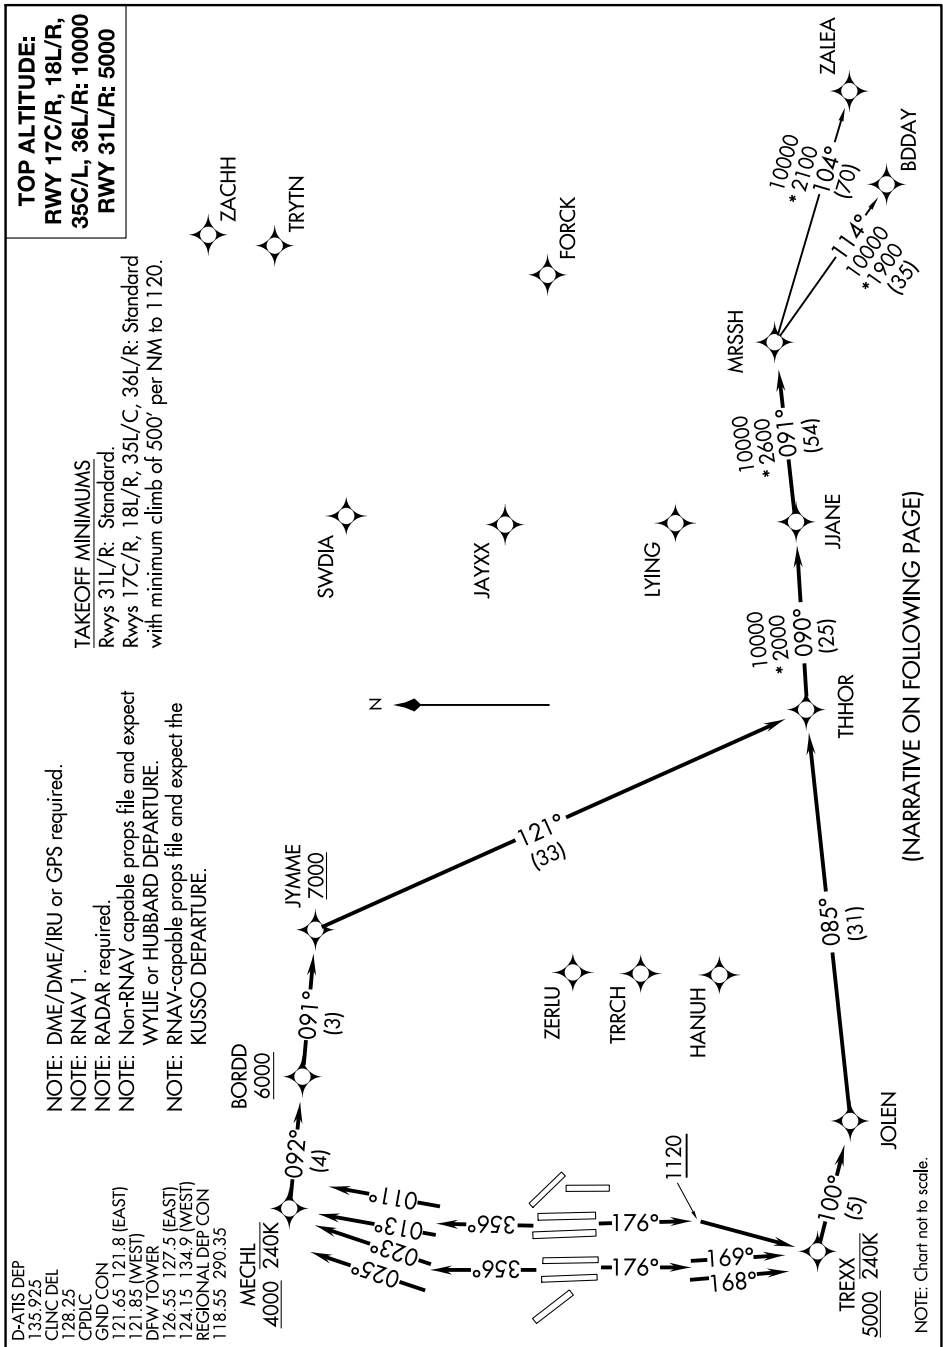 TOP ALTITUDE:
RWY 17C/R, 18L/R,
35C/L, 36L/R: 10000
RWY 31L/R: 5000
D-ATIS DEP
135.925
CLNC DEL
128.25
CPDLC
GND CON
121.65 121.8 (EAST)
121.85 (WEST)
DFW TOWER
126.55 127.5 (EAST)
124.15 134.9 (WEST)
REGIONAL DEP CON
118.55 290.35
NOTE: DME/DME/IRU or GPS required.
NOTE: RNAV 1.
NOTE: RADAR required.
NOTE: Non-RNAV capable props file and expect
WYLIE or HUBBARD DEPARTURE.
NOTE: RNAV-capable props file and expect the
KUSSO DEPARTURE.
TAKEOFF MINIMUMS
Rwys 31L/R: Standard.
Rwys 17C/R, 18L/R, 35L/C, 36L/R: Standard
with minimum climb of 500' per NM to 1120.
ZACHH
TRYTN
FORCK
SWDIA
JAYXX
LYING
N
ZERLU
TRRCH
HANUH
MECHL
4000 240K
092°
(4)
BORDD
6000
091°
(3)
JYMME
7000
121°
(33)
011°
013°
023°
025°
356°
356°
176°
176°
1120
169°
168°
TREXX
5000 240K
100°
(5)
JOLEN
085°
(31)
THHOR
10000
*2000
090°
(25)
JJANE
10000
*2600
091°
(54)
MRSSH
10000
*2100
104°
(70)
ZALEA
114°
10000
*1900
(35)
BDDAY
(NARRATIVE ON FOLLOWING PAGE)
NOTE: Chart not to scale.